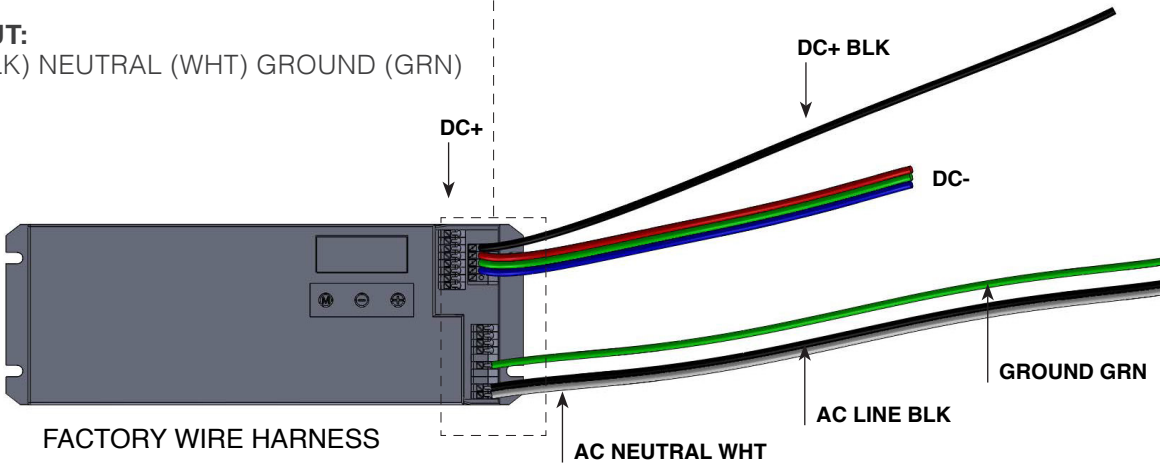 UT:
LK) NEUTRAL (WHT) GROUND (GRN)
DC+ BLK
DC+
DC-
M
GROUND GRN
AC LINE BLK
FACTORY WIRE HARNESS
AC NEUTRAL WHT